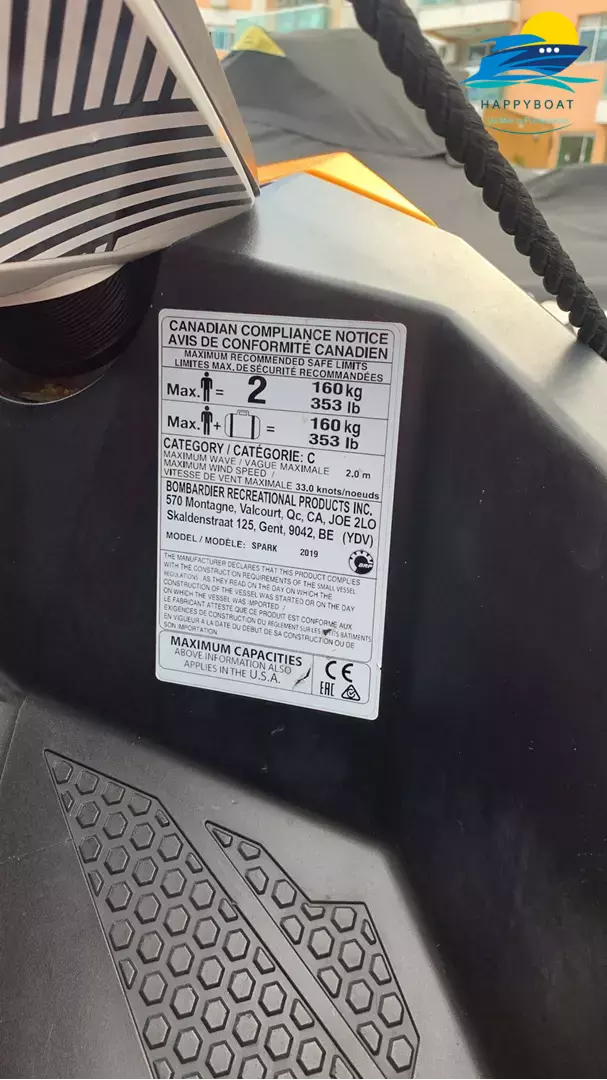 HAPPYBOAT
CANADIAN COMPLIANCE NOTICE
AVIS DE CONFORMITÉ CANADIEN
MAXIMUM RECOMMENDED SAFE LIMITS
LIMITES MAX. DE SÉCURITÉ RECOMMANDÉES
Max. = 2 160 kg
353 lb
Max. + = 160 kg
353 lb
CATEGORY / CATÉGORIE: C
MAXIMUM WAVE / VAGUE MAXIMALE 2.0 m
MAXIMUM WIND SPEED /
VITESSE DE VENT MAXIMALE 33.0 knots/noeuds
BOMBARDIER RECREATIONAL PRODUCTS INC.
570 Montagne, Valcourt, Qc, CA, JOE 2LO
Skaldenstraat 125, Gent, 9042, BE (YDV)
MODEL / MODÈLE: SPARK 2019
BRP
THE MANUFACTURER DECLARES THAT THIS PRODUCT COMPLIES
WITH THE CONSTRUCTION REQUIREMENTS OF THE SMALL VESSEL
REGULATIONS, AS THEY READ ON THE DAY ON WHICH THE
CONSTRUCTION OF THE VESSEL WAS STARTED OR ON THE DAY
ON WHICH THE VESSEL WAS IMPORTED /
LE FABRICANT ATTESTE QUE CE PRODUIT EST CONFORME AUX
EXIGENCES DE CONSTRUCTION DU RÈGLEMENT SUR LES PETITS BÂTIMENTS
EN VIGUEUR À LA DATE DU DÉBUT DE SA CONSTRUCTION OU DE
SON IMPORTATION
MAXIMUM CAPACITIES
ABOVE INFORMATION ALSO
APPLIES IN THE U.S.A.
CE
EAC